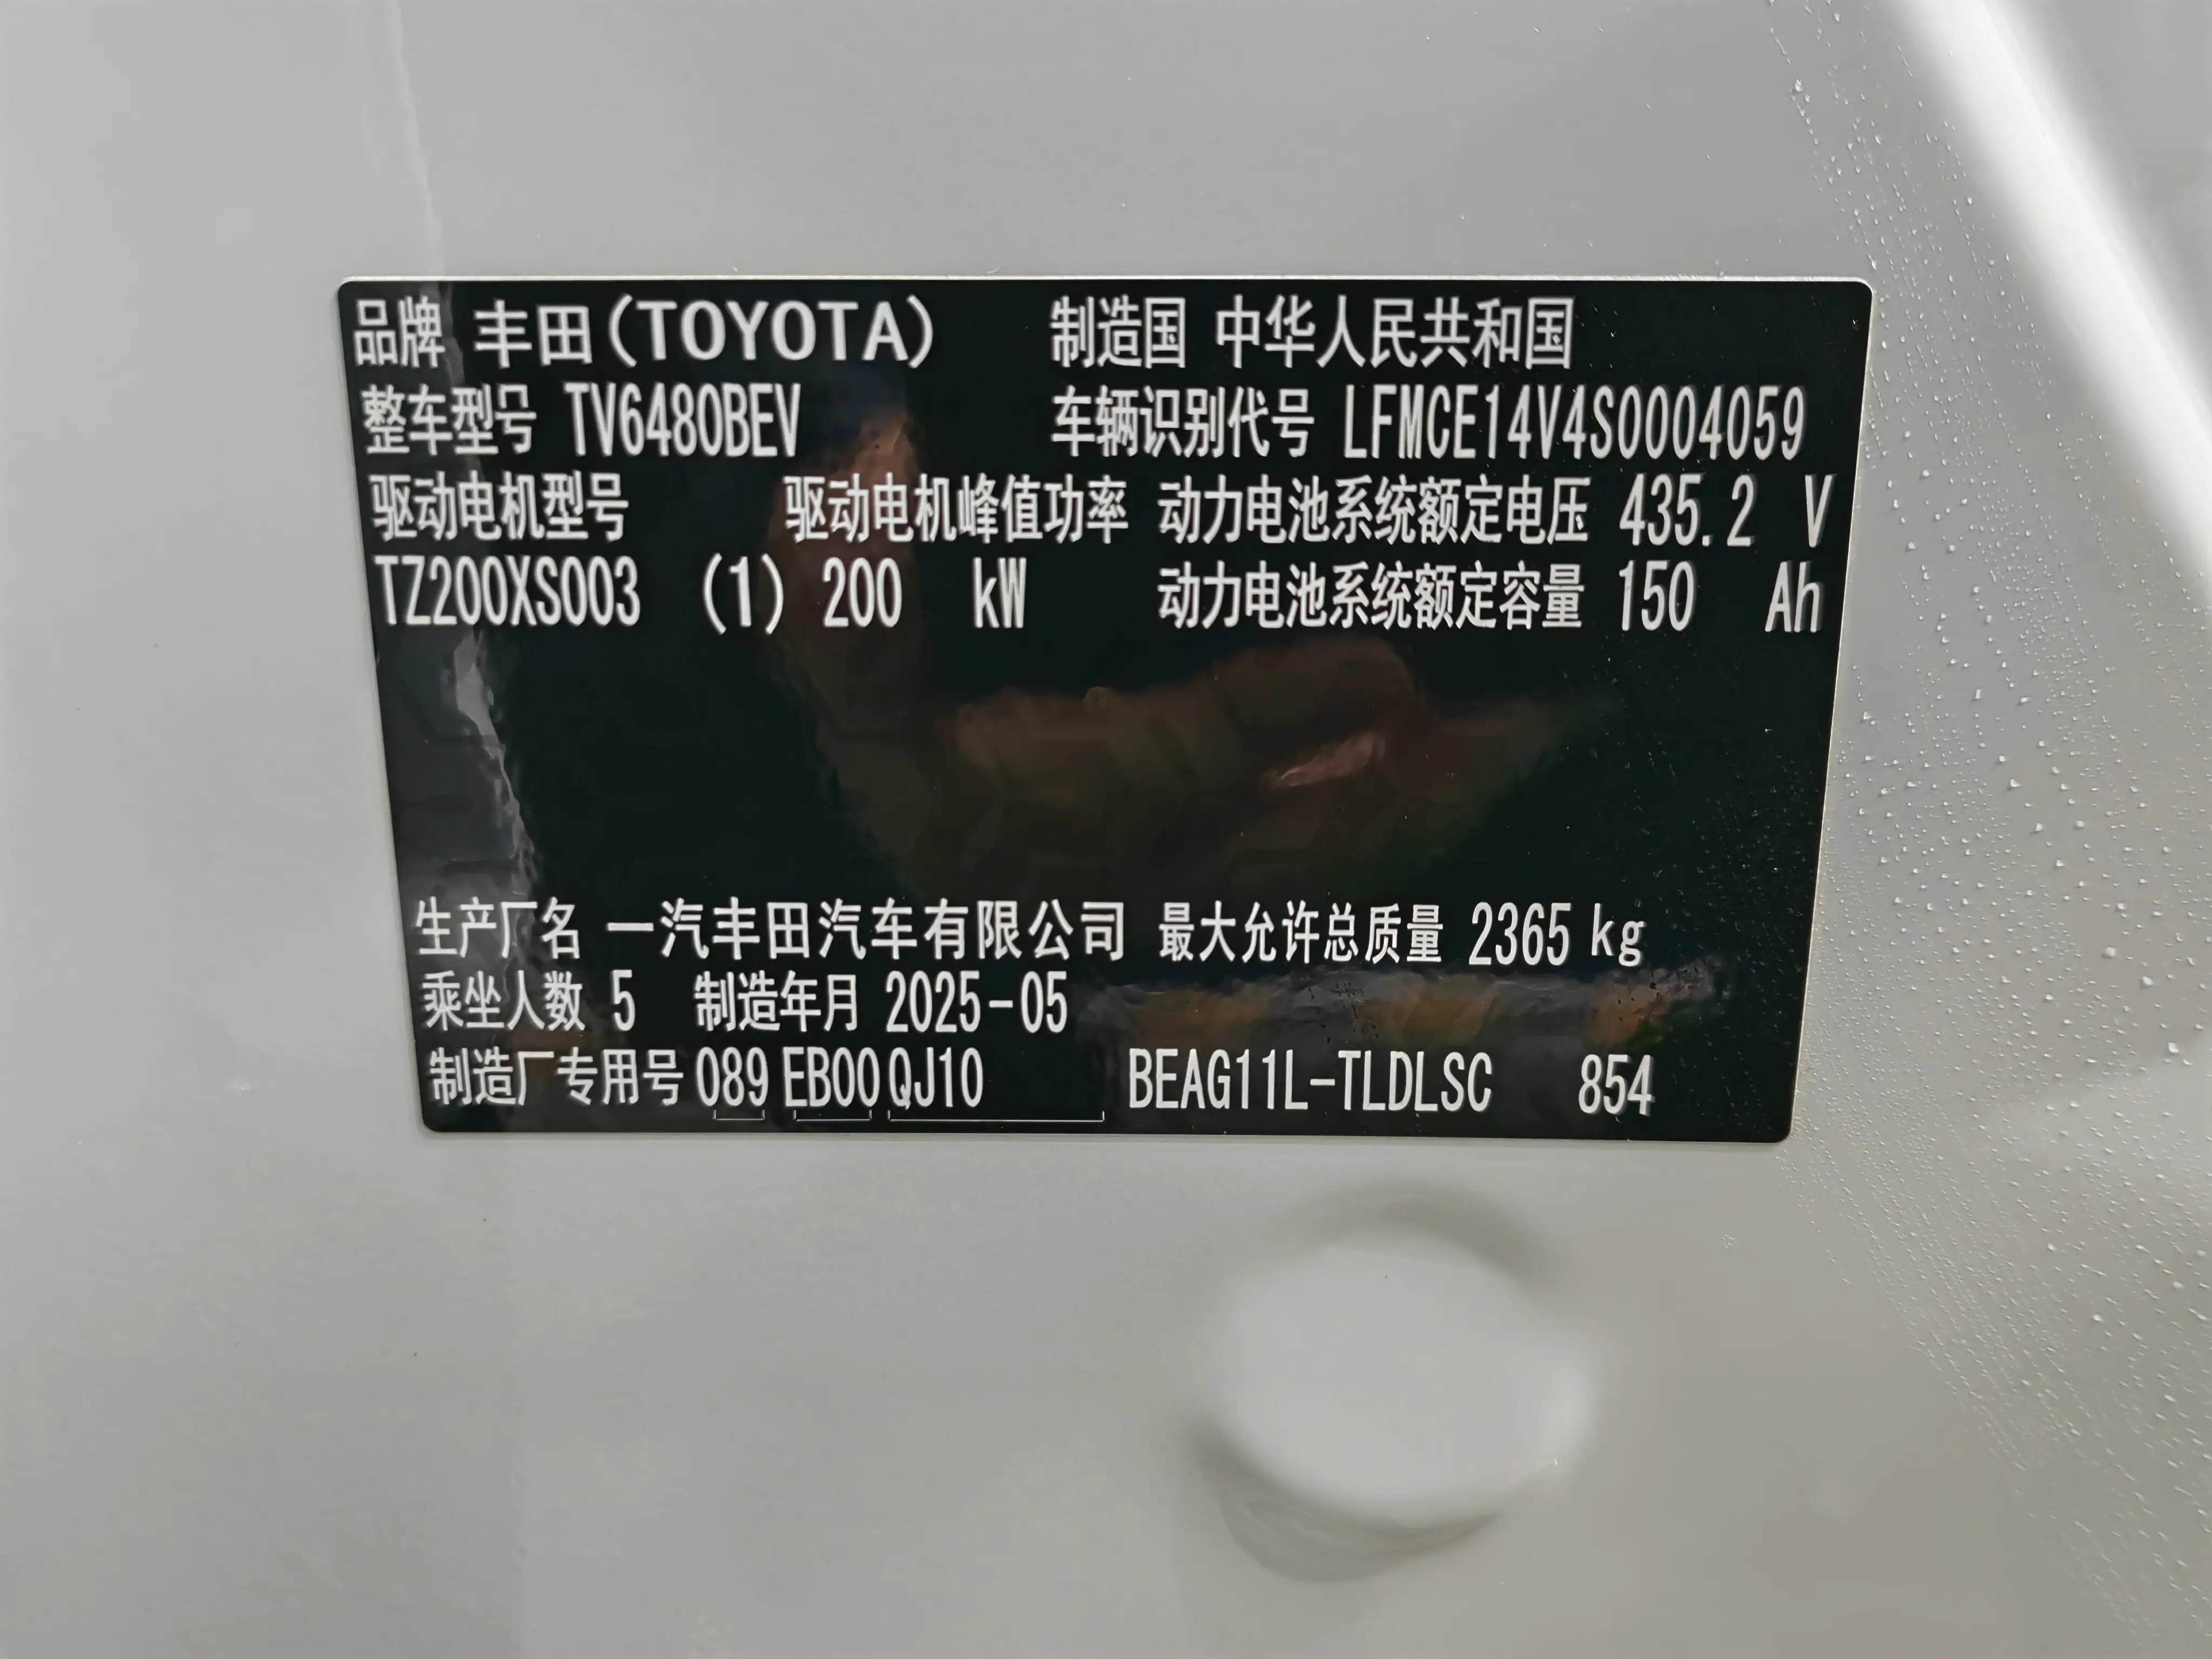 品牌 丰田(TOYOTA) 制造国 中华人民共和国
整车型号 TV6480BEV 车辆识别代号 LFMCE14V4S0004059
驱动电机型号 驱动电机峰值功率 动力电池系统额定电压 435.2 V
TZ200XS003 (1) 200 kW 动力电池系统额定容量 150 Ah
生产厂名 一汽丰田汽车有限公司 最大允许总质量 2365 kg
乘坐人数 5 制造年月 2025-05
制造厂专用号 089 EB00 QJ10 BEAG11L-TLDLSC 854